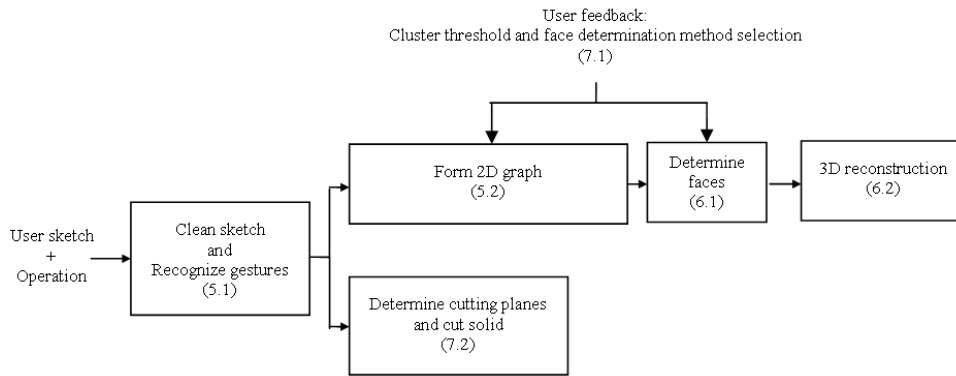 User feedback:
Cluster threshold and face determination method selection
(7.1)
Form 2D graph
(5.2)
Determine
faces
(6.1)
3D reconstruction
(6.2)
User sketch
+
Operation
Clean sketch
and
Recognize gestures
(5.1)
Determine cutting planes
and cut solid
(7.2)